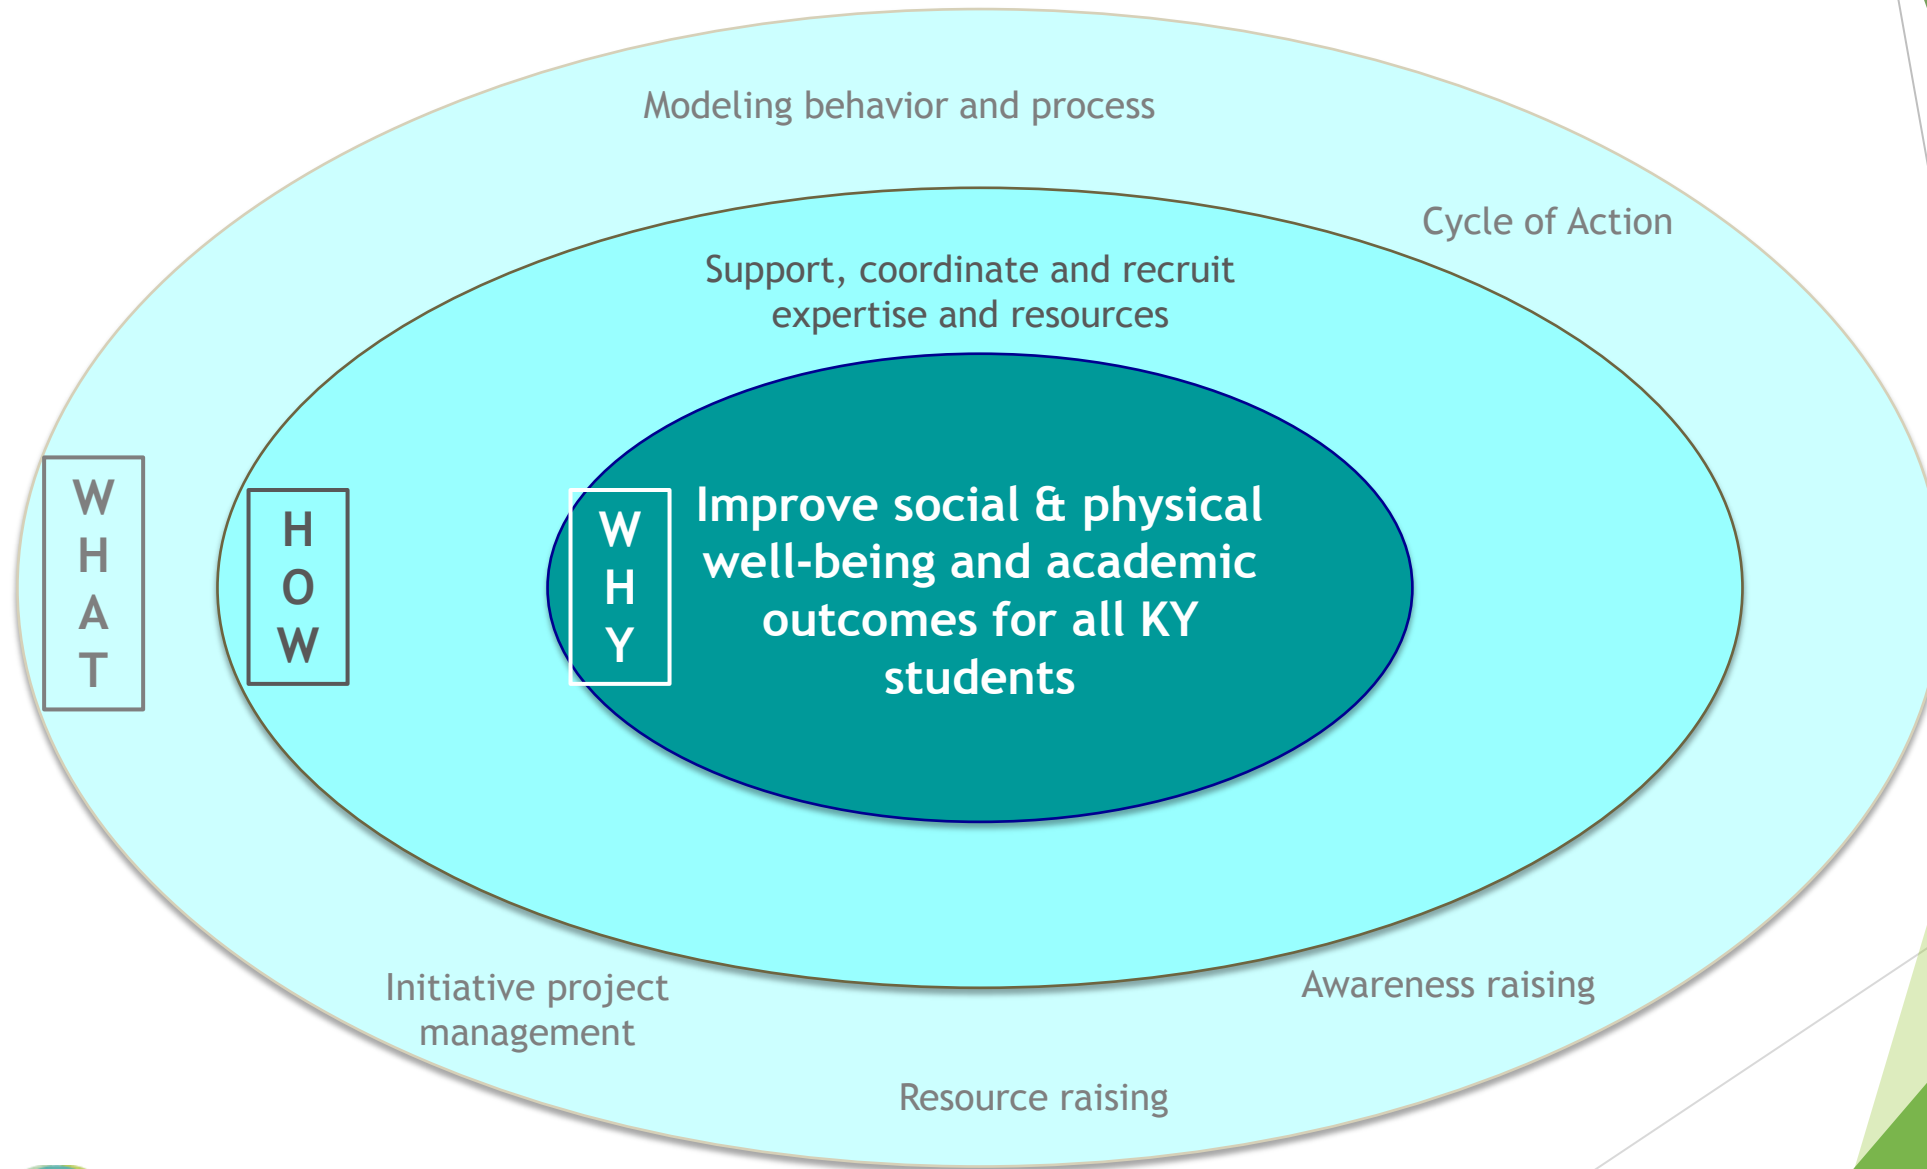 Modeling behavior and process
Cycle of Action
Support, coordinate and recruit
expertise and resources
W
H
A
T
H
O
W
W
H
Y
Improve social & physical
well-being and academic
outcomes for all KY
students
Initiative project
management
Awareness raising
Resource raising